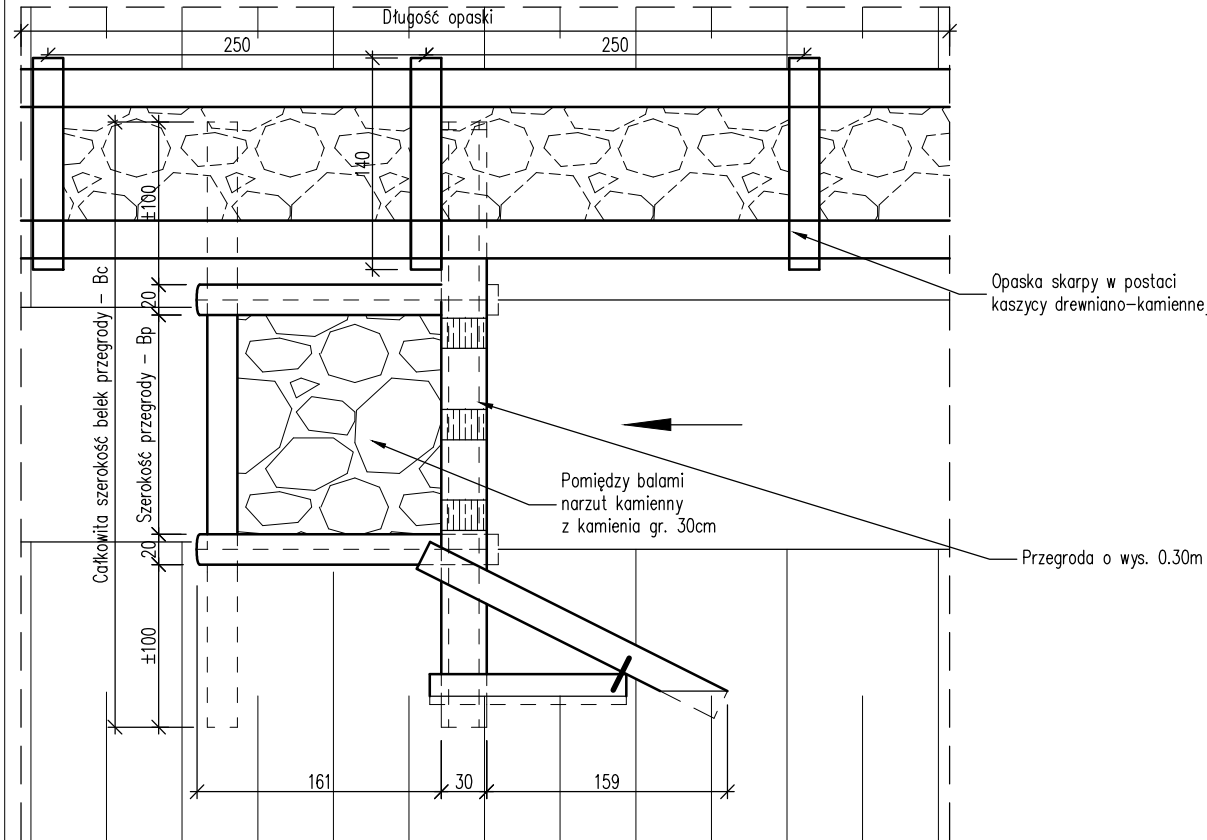 Długość opaski
250
250
140
±100
20
Całkowita szerokość belek przegrody – Bc
Szerokość przegrody – Bp
20
±100
Opaska skarpy w postaci
kaszycy drewniano–kamiennej
Pomiędzy balami
narzut kamienny
z kamienia gr. 30cm
Przegroda o wys. 0.30m
161
30
159